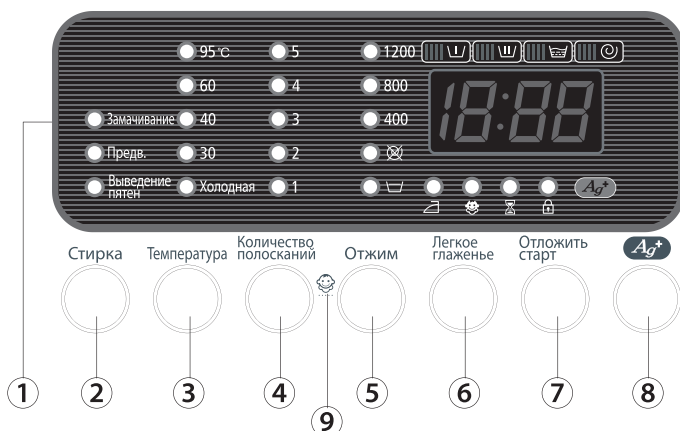 95°C 5 1200 I II
60 4 800
Замачивание 40 3 400 18:88
Предв. 30 2
Выведение
пятен
Холодная 1 Ag+
Стирка
Температура
Количество
полосканий
Отжим
Легкое
глаженье
Отложить
старт
Ag+
1 2 3 4 9 5 6 7 8